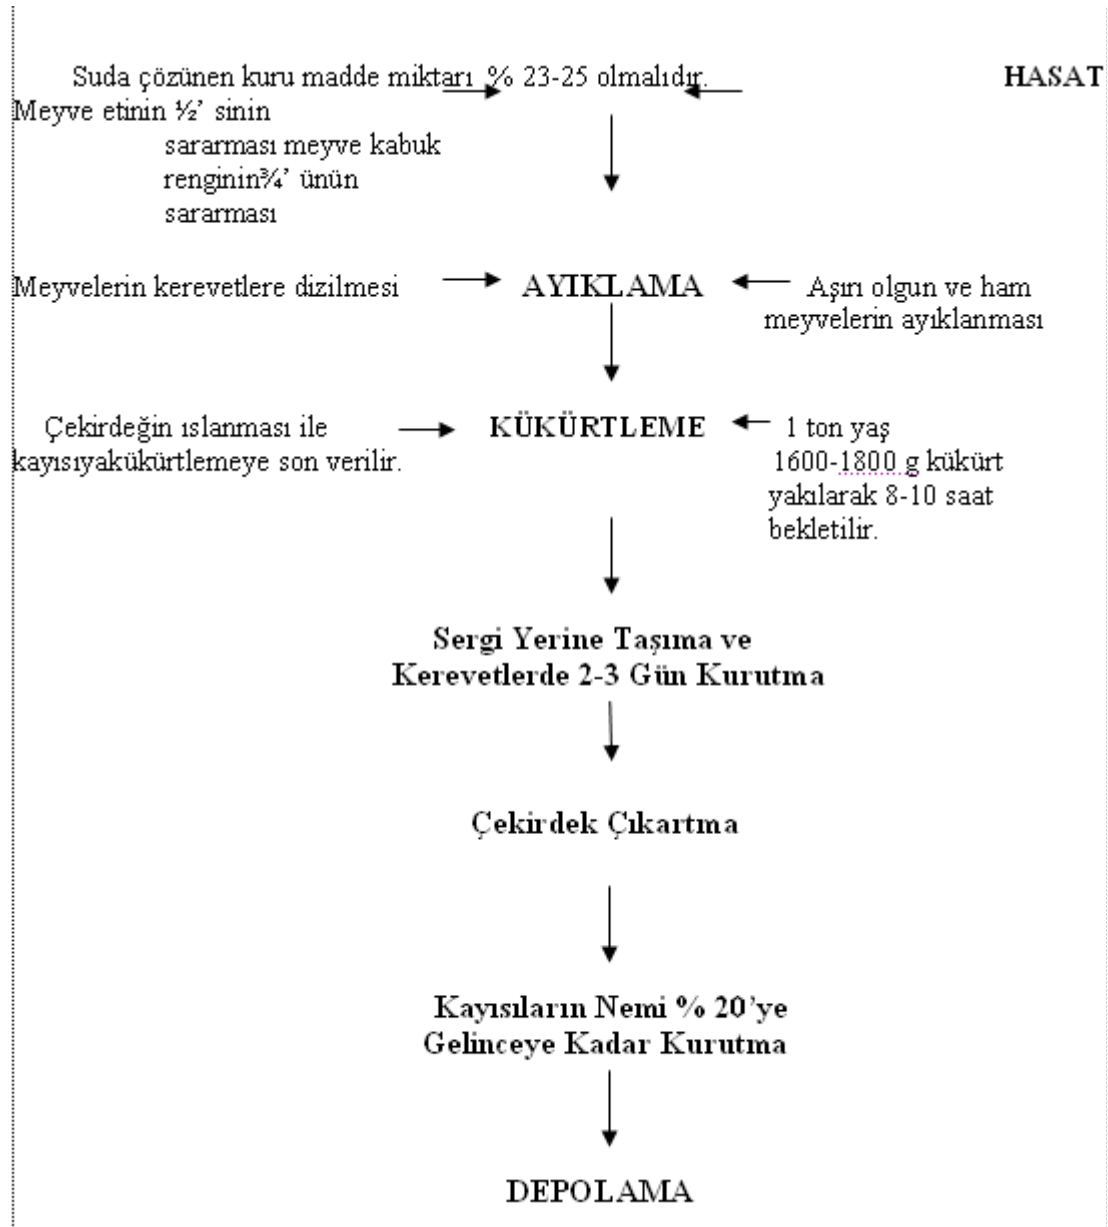 Suda çözünen kuru madde miktarı % 23-25 olmalıdır. HASAT
Meyve etinin ½’ sinin
sararması meyve kabuk
renginin¾’ ünün
sararması
Meyvelerin kerevetlere dizilmesi
AYIKLAMA
Aşırı olgun ve ham
meyvelerin ayıklanması
Çekirdeğin ıslanması ile
kayısıyakükürtlemeye son verilir.
KÜKÜRTLEME
1 ton yaş
1600-1800 g kükürt
yakılarak 8-10 saat
bekletilir.
Sergi Yerine Taşıma ve
Kerevetlerde 2-3 Gün Kurutma
Çekirdek Çıkartma
Kayısıların Nemi % 20’ye
Gelinceye Kadar Kurutma
DEPOLAMA